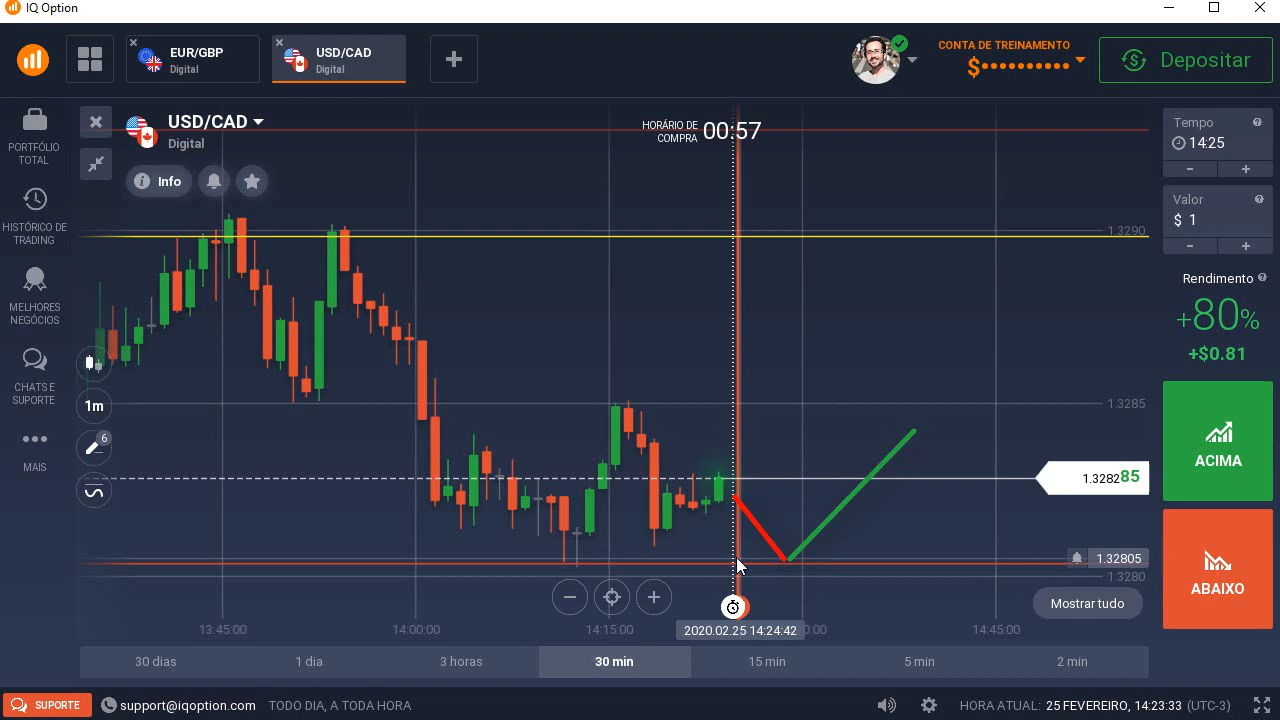 IQ Option
EUR/GBP
Digital
USD/CAD
Digital
CONTA DE TREINAMENTO
$••••••••••
Depositar
PORTFÓLIO
TOTAL
HISTÓRICO DE
TRADING
MELHORES
NEGÓCIOS
CHATS E
SUPORTE
MAIS
USD/CAD
Digital
Info
HORÁRIO DE
COMPRA
00:57
1m
6
1.3290
1.3285
1.328285
1.32805
1.3280
Mostrar tudo
13:45:00
14:00:00
14:15:00
2020.02.25 14:24:42
14:45:00
30 dias
1 dia
3 horas
30 min
15 min
5 min
2 min
Tempo
14:25
- +
Valor
$ 1
- +
Rendimento
+80%
+$0.81
ACIMA
ABAIXO
SUPORTE
support@iqoption.com
TODO DIA, A TODA HORA
HORA ATUAL: 25 FEVEREIRO, 14:23:33 (UTC-3)